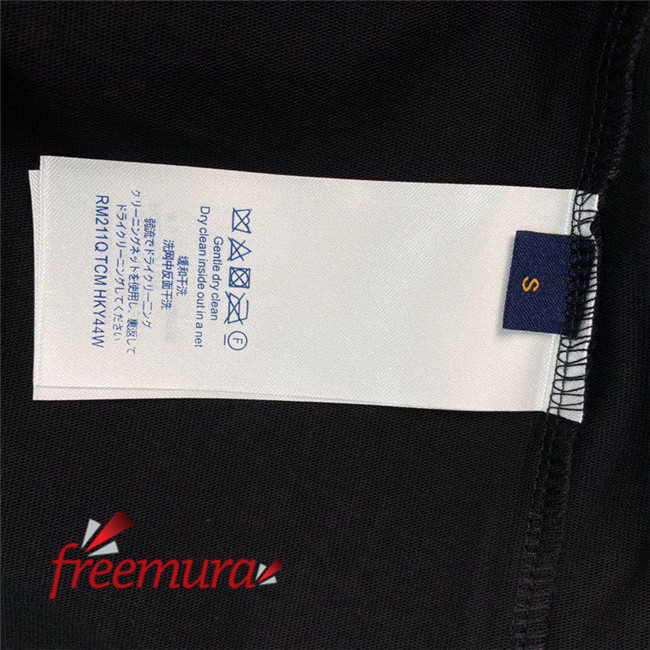 Gentle dry clean
Dry clean inside out in a net
缓和干洗
洗网中反面干洗
弱流でドライクリーニング
クリーニングネットを使用し、裏返して
ドライクリーニングしてください
RM211Q TCM HKY44W
F
S
freemura